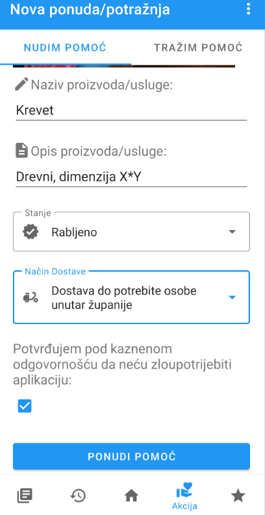 Nova ponuda/potražnja
NUDIM POMOĆ
TRAŽIM POMOĆ
Naziv proizvoda/usluge:
Krevet
Opis proizvoda/usluge:
Drevni, dimenzija X*Y
Stanje
Rabljeno
Način Dostave
Dostava do potrebite osobe
unutar županije
Potvrđujem pod kaznenom
odgovornošću da neću zloupotrijebiti
aplikaciju:
PONUDI POMOĆ
Akcija